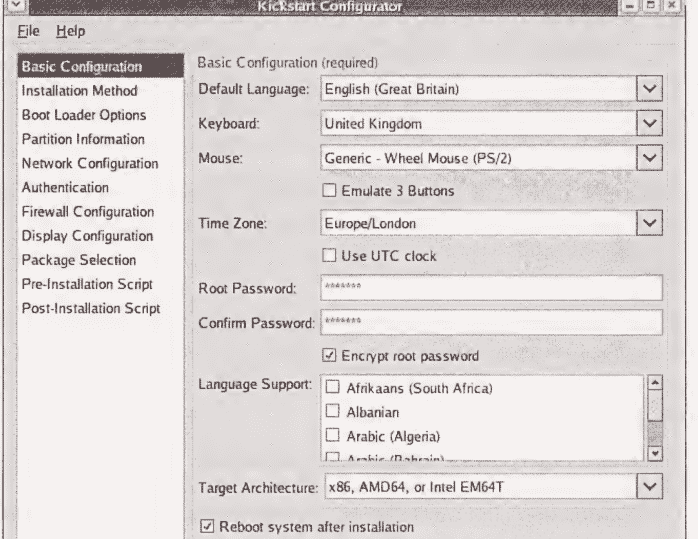 Kickstart Configurator
File Help
Basic Configuration
Installation Method
Boot Loader Options
Partition Information
Network Configuration
Authentication
Firewall Configuration
Display Configuration
Package Selection
Pre-Installation Script
Post-Installation Script
Basic Configuration (required)
Default Language: English (Great Britain)
Keyboard: United Kingdom
Mouse: Generic - Wheel Mouse (PS/2)
Emulate 3 Buttons
Time Zone: Europe/London
Use UTC clock
Root Password: *******
Confirm Password: *******
Encrypt root password
Language Support: Afrikaans (South Africa)
Albanian
Arabic (Algeria)
Arabic (Bahrain)
Target Architecture: x86, AMD64, or Intel EM64T
Reboot system after installation